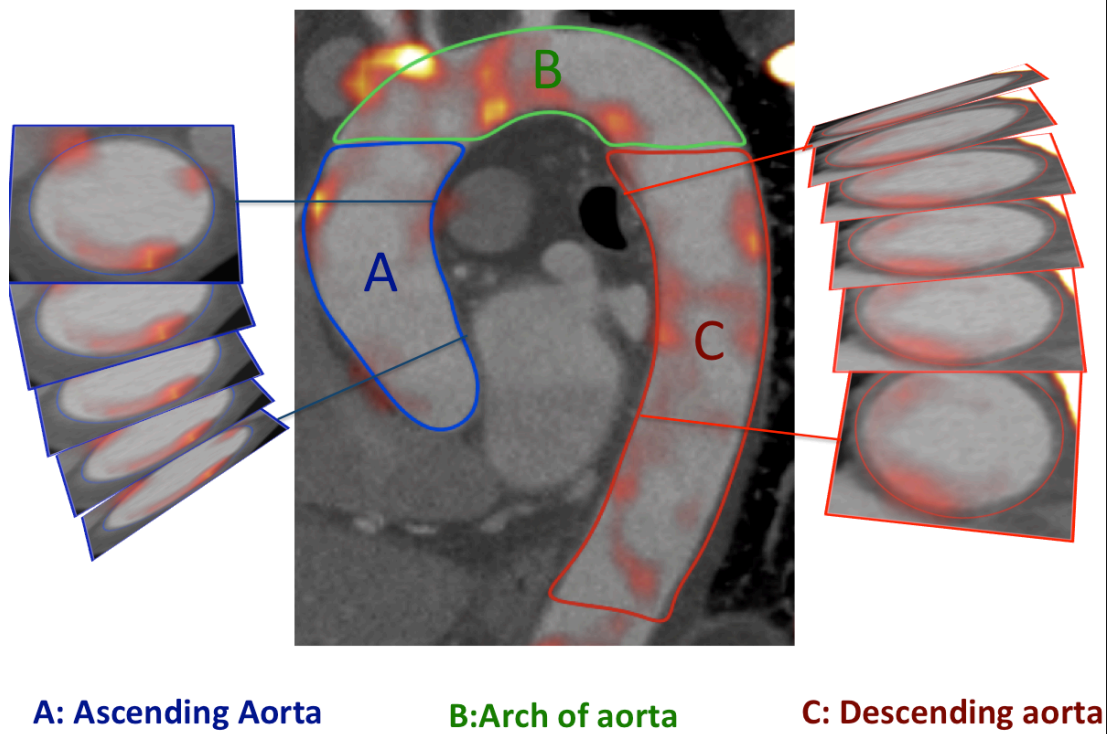 B
A
C
A: Ascending Aorta
B:Arch of aorta
C: Descending aorta